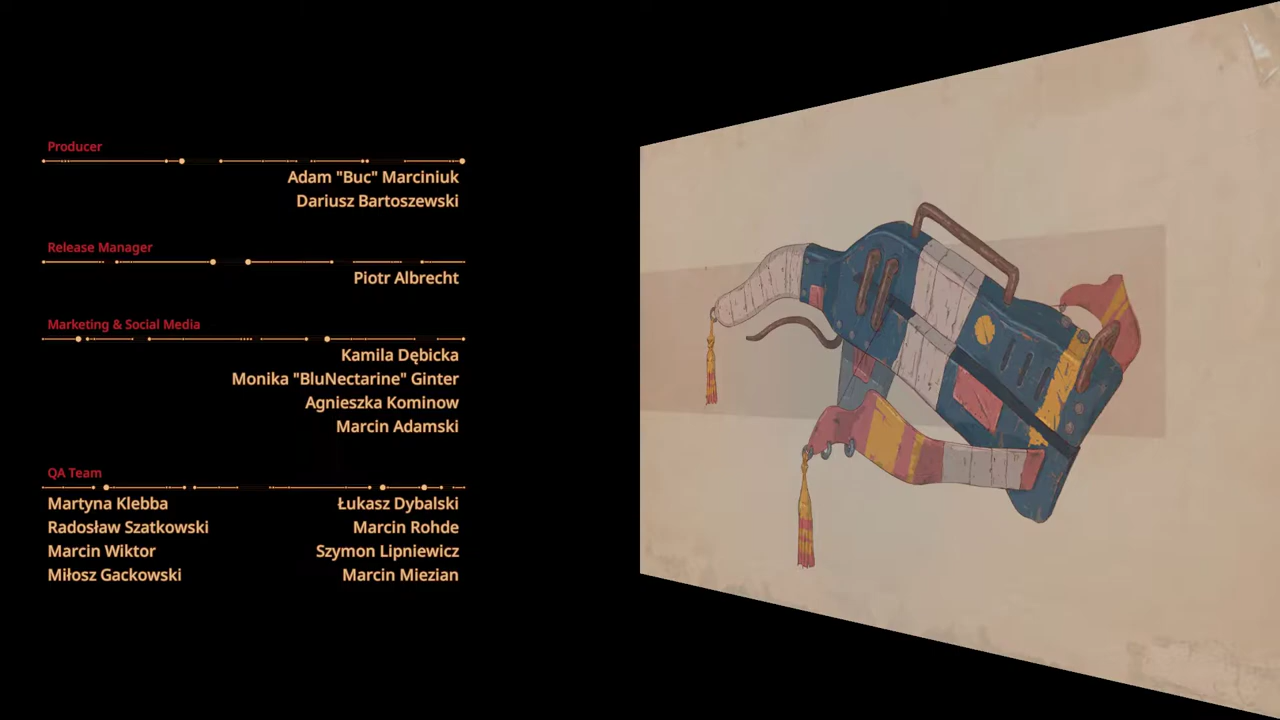 Producer
Adam "Buc" Marciniuk
Dariusz Bartoszewski
Release Manager
Piotr Albrecht
Marketing & Social Media
Kamila Dębicka
Monika "BluNectarine" Ginter
Agnieszka Kominow
Marcin Adamski
QA Team
Martyna Klebba Łukasz Dybalski
Radosław Szatkowski Marcin Rohde
Marcin Wiktor Szymon Lipniewicz
Miłosz Gackowski Marcin Miezian